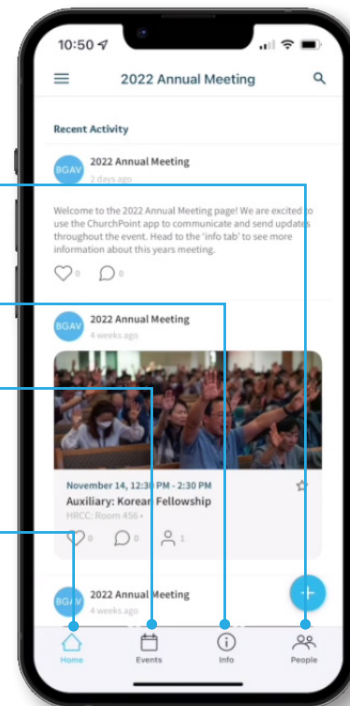 10:50
2022 Annual Meeting
Recent Activity
BGAV
2022 Annual Meeting
2 days ago
Welcome to the 2022 Annual Meeting page! We are excited to
use the ChurchPoint app to communicate and send updates
throughout the event. Head to the 'info tab' to see more
information about this years meeting.
0 0
BGAV
2022 Annual Meeting
4 weeks ago
November 14, 12:30 PM - 2:30 PM
Auxiliary: Korean Fellowship
HRCC: Room 456 •
0 0 1
BGAV
2022 Annual Meeting
4 weeks ago
+
Home Events Info People